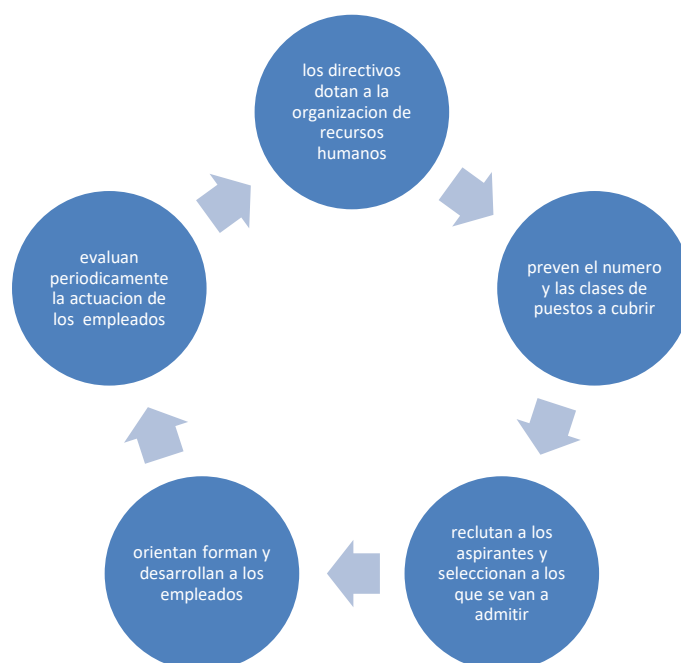 los directivos
dotan a la
organizacion de
recursos
humanos
preven el numero
y las clases de
puestos a cubrir
reclutan a los
aspirantes y
seleccionan a los
que se van a
admitir
orientan forman y
desarrollan a los
empleados
evaluan
periodicamente
la actuacion de
los empleados